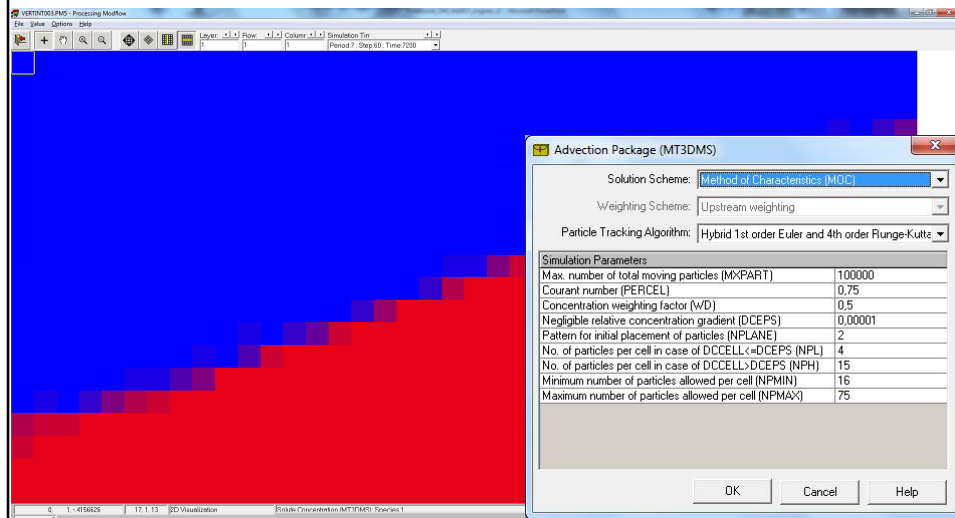 VERTINT003.PM5 - Processing Modflow
File Value Options Help
Layer: Row: Column Simulation Tin
1 1 1 Period:7 ; Step:60 ; Time:7200
Advection Package (MT3DMS)
Solution Scheme: Method of Characteristics (MOC)
Weighting Scheme: Upstream weighting
Particle Tracking Algorithm: Hybrid 1st order Euler and 4th order Runge-Kutta
Simulation Parameters
Max. number of total moving particles (MXPART) 100000
Courant number (PERCEL) 0,75
Concentration weighting factor (WD) 0,5
Negligible relative concentration gradient (DCEPS) 0,00001
Pattern for initial placement of particles (NPLANE) 2
No. of particles per cell in case of DCCELL<=DCEPS (NPL) 4
No. of particles per cell in case of DCCELL>DCEPS (NPH) 15
Minimum number of particles allowed per cell (NPMIN) 16
Maximum number of particles allowed per cell (NPMAX) 75
OK Cancel Help
0, 1,-.4156626 17, 1, 13 2D Visualization Solute Concentration (MT3DMS): Species 1